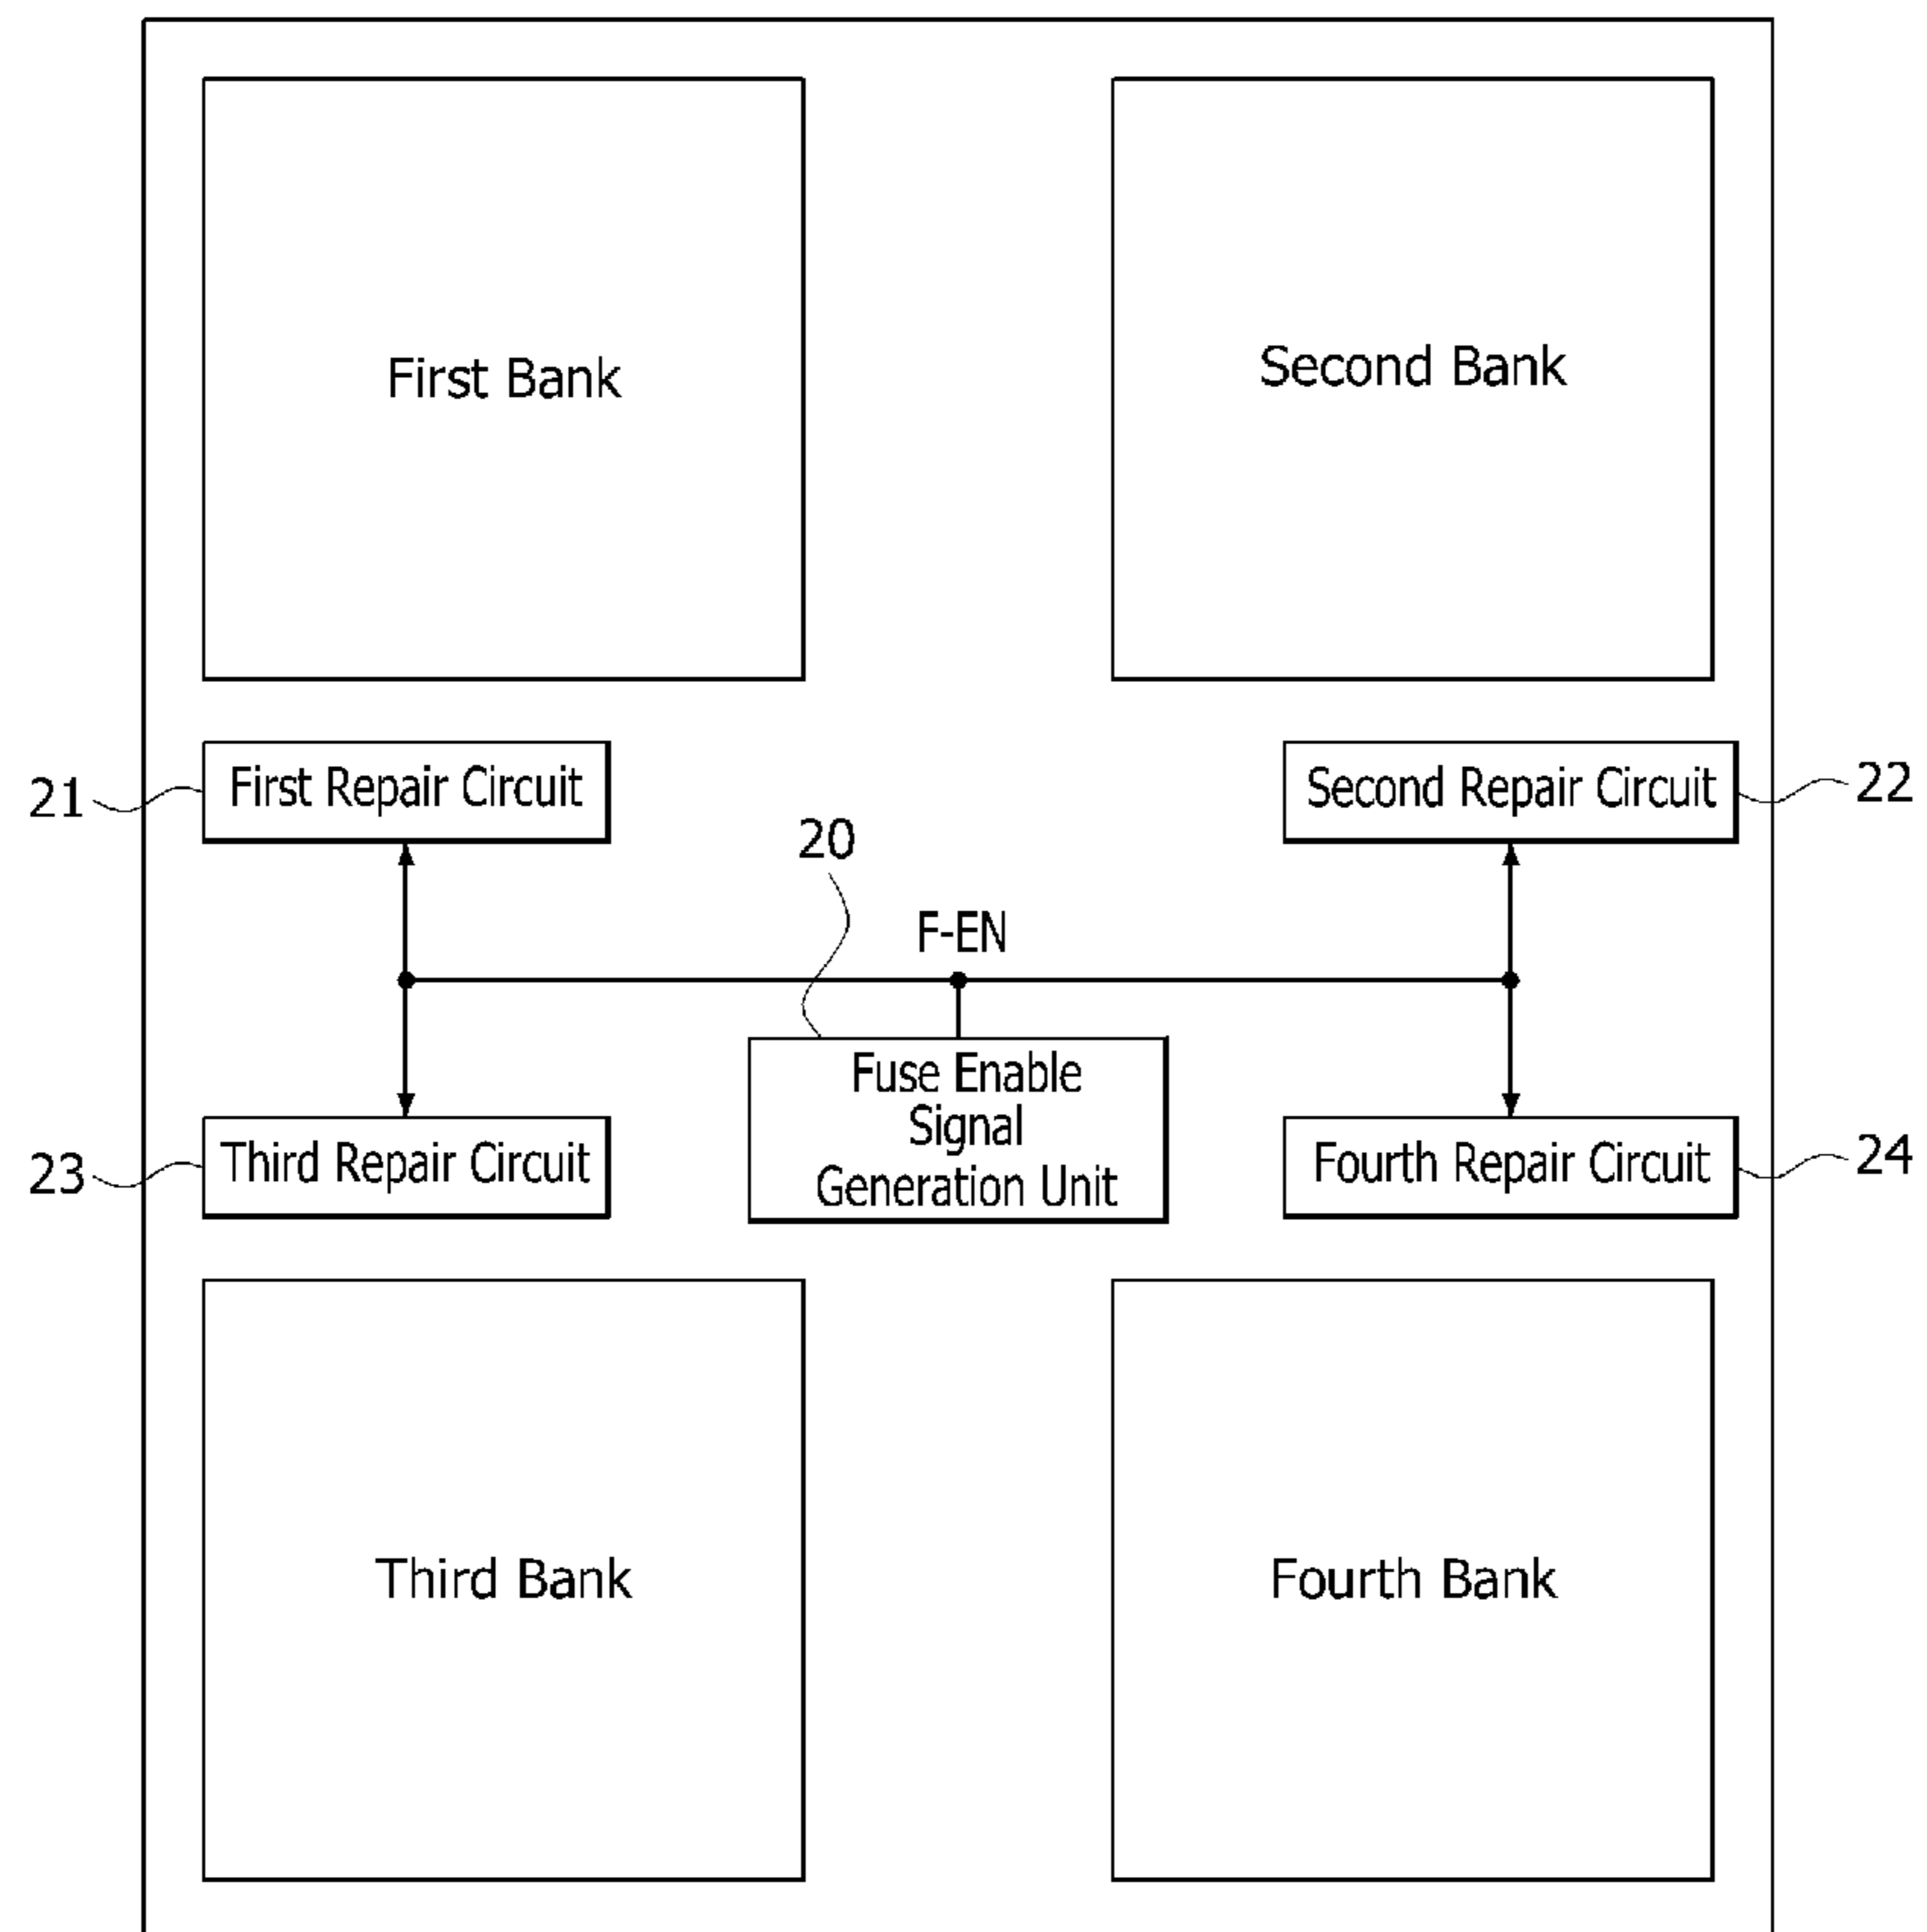 First Bank
Second Bank
21
First Repair Circuit
Second Repair Circuit
22
20
F-EN
23
Third Repair Circuit
Fuse Enable
Signal
Generation Unit
Fourth Repair Circuit
24
Third Bank
Fourth Bank